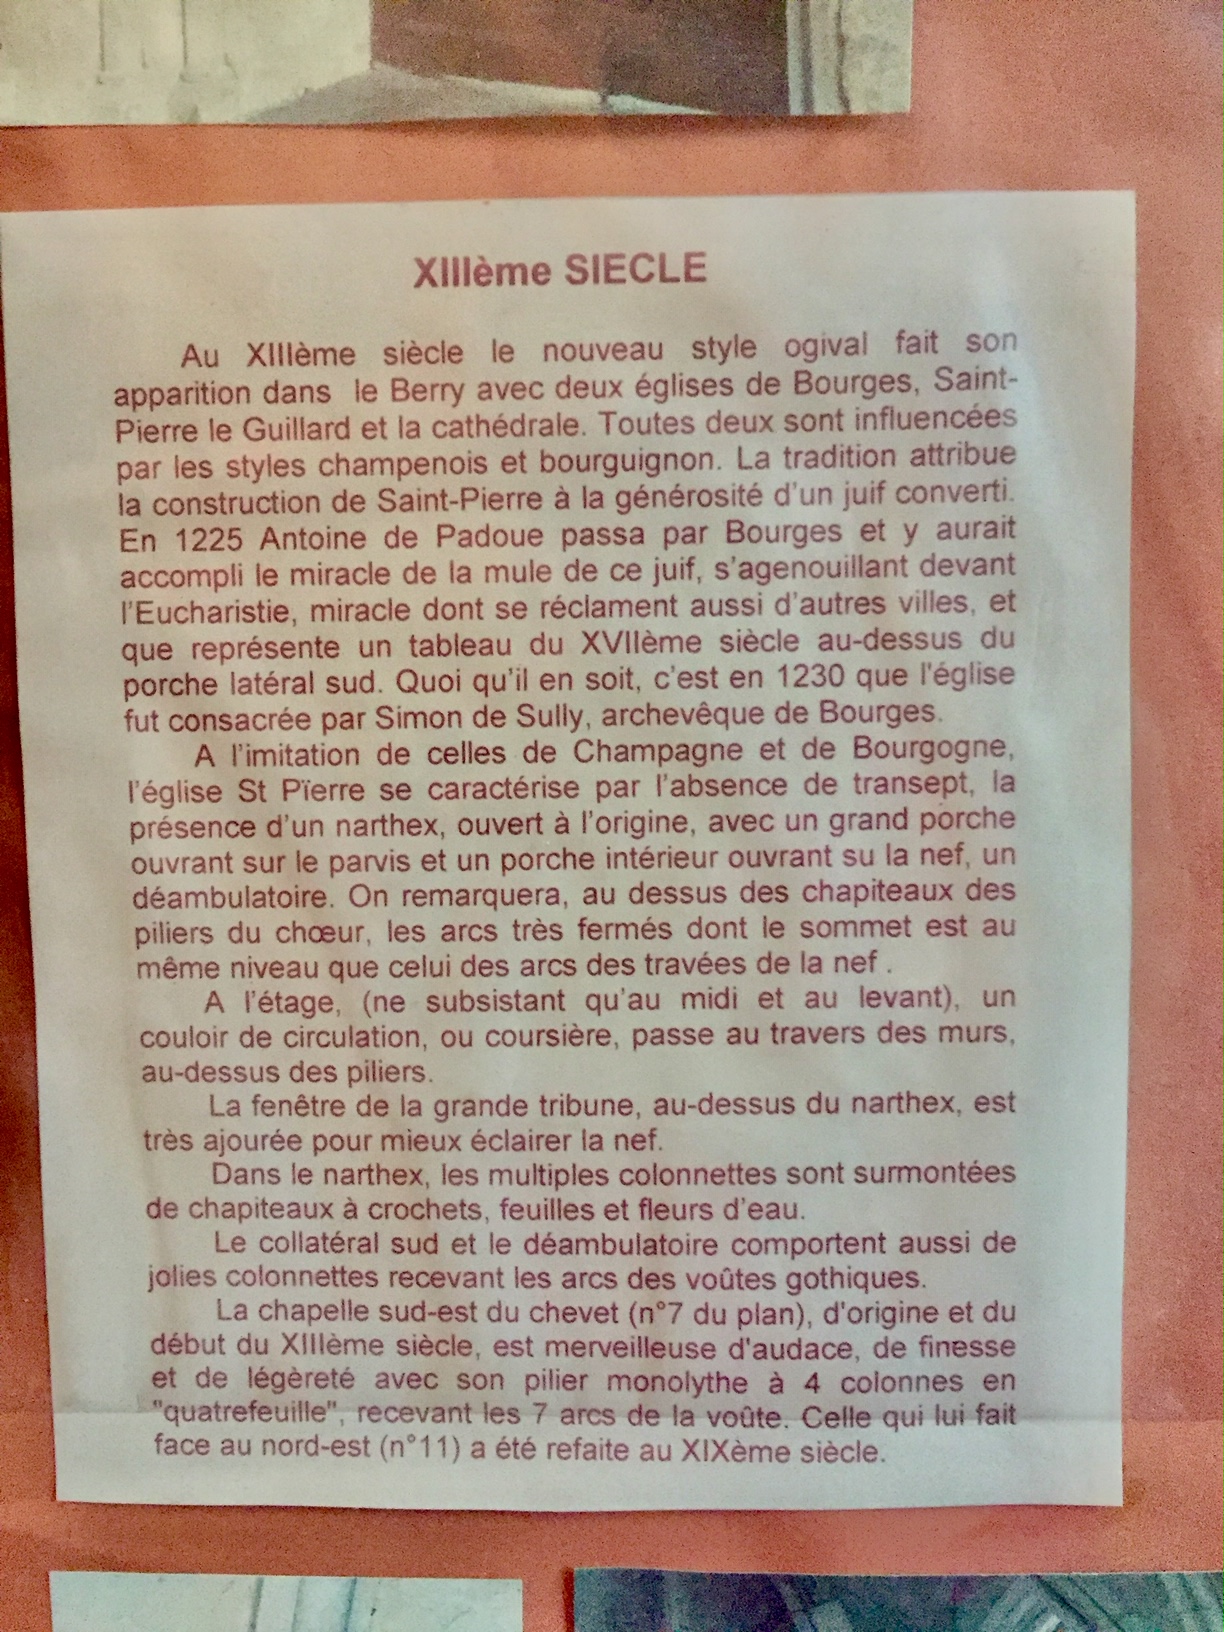 XIIIème SIECLE
Au XIIIème siècle le nouveau style ogival fait son
apparition dans le Berry avec deux églises de Bourges, Saint-
Pierre le Guillard et la cathédrale. Toutes deux sont influencées
par les styles champenois et bourguignon. La tradition attribue
la construction de Saint-Pierre à la générosité d'un juif converti.
En 1225 Antoine de Padoue passa par Bourges et y aurait
accompli le miracle de la mule de ce juif, s'agenouillant devant
l'Eucharistie, miracle dont se réclament aussi d'autres villes, et
que représente un tableau du XVIIème siècle au-dessus du
porche latéral sud. Quoi qu'il en soit, c'est en 1230 que l'église
fut consacrée par Simon de Sully, archevêque de Bourges.
A l'imitation de celles de Champagne et de Bourgogne,
l'église St Pïerre se caractérise par l'absence de transept, la
présence d'un narthex, ouvert à l'origine, avec un grand porche
ouvrant sur le parvis et un porche intérieur ouvrant su la nef, un
déambulatoire. On remarquera, au dessus des chapiteaux des
piliers du chœur, les arcs très fermés dont le sommet est au
même niveau que celui des arcs des travées de la nef .
A l'étage, (ne subsistant qu'au midi et au levant), un
couloir de circulation, ou coursière, passe au travers des murs,
au-dessus des piliers.
La fenêtre de la grande tribune, au-dessus du narthex, est
très ajourée pour mieux éclairer la nef.
Dans le narthex, les multiples colonnettes sont surmontées
de chapiteaux à crochets, feuilles et fleurs d'eau.
Le collatéral sud et le déambulatoire comportent aussi de
jolies colonnettes recevant les arcs des voûtes gothiques.
La chapelle sud-est du chevet (n°7 du plan), d'origine et du
début du XIIIème siècle, est merveilleuse d'audace, de finesse
et de légèreté avec son pilier monolythe à 4 colonnes en
"quatrefeuille", recevant les 7 arcs de la voûte. Celle qui lui fait
face au nord-est (n°11) a été refaite au XIXème siècle.